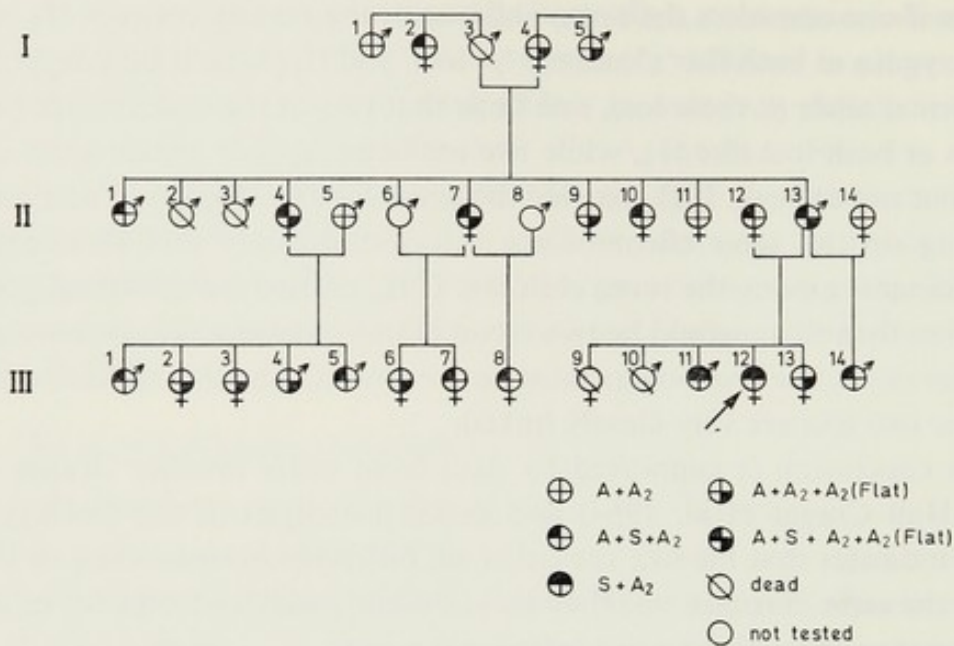 I 1 2 3 4 5
II 1 2 3 4 5 6 7 8 9 10 11 12 13 14
III 1 2 3 4 5 6 7 8 9 10 11 12 13 14
A + A₂ A + A₂ + A₂(Flat)
A + S + A₂ A + S + A₂ + A₂(Flat)
S + A₂ dead
not tested